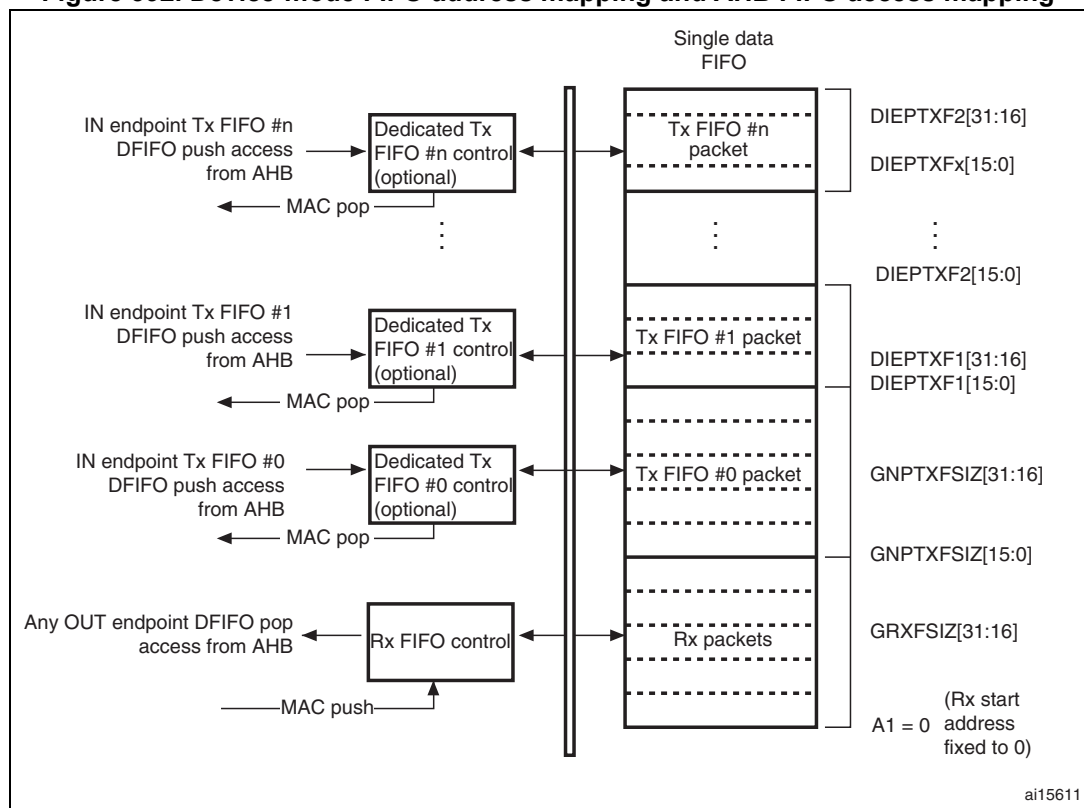 Single data
FIFO
IN endpoint Tx FIFO #n
DFIFO push access
from AHB
Dedicated Tx
FIFO #n control
(optional)
MAC pop
Tx FIFO #n
packet
DIEPTXF2[31:16]
DIEPTXFx[15:0]
DIEPTXF2[15:0]
IN endpoint Tx FIFO #1
DFIFO push access
from AHB
Dedicated Tx
FIFO #1 control
(optional)
MAC pop
Tx FIFO #1 packet
DIEPTXF1[31:16]
DIEPTXF1[15:0]
IN endpoint Tx FIFO #0
DFIFO push access
from AHB
Dedicated Tx
FIFO #0 control
(optional)
MAC pop
Tx FIFO #0 packet
GNPTXFSIZ[31:16]
GNPTXFSIZ[15:0]
Any OUT endpoint DFIFO pop
access from AHB
Rx FIFO control
MAC push
Rx packets
GRXFSIZ[31:16]
A1 = 0
(Rx start
address
fixed to 0)
ai15611